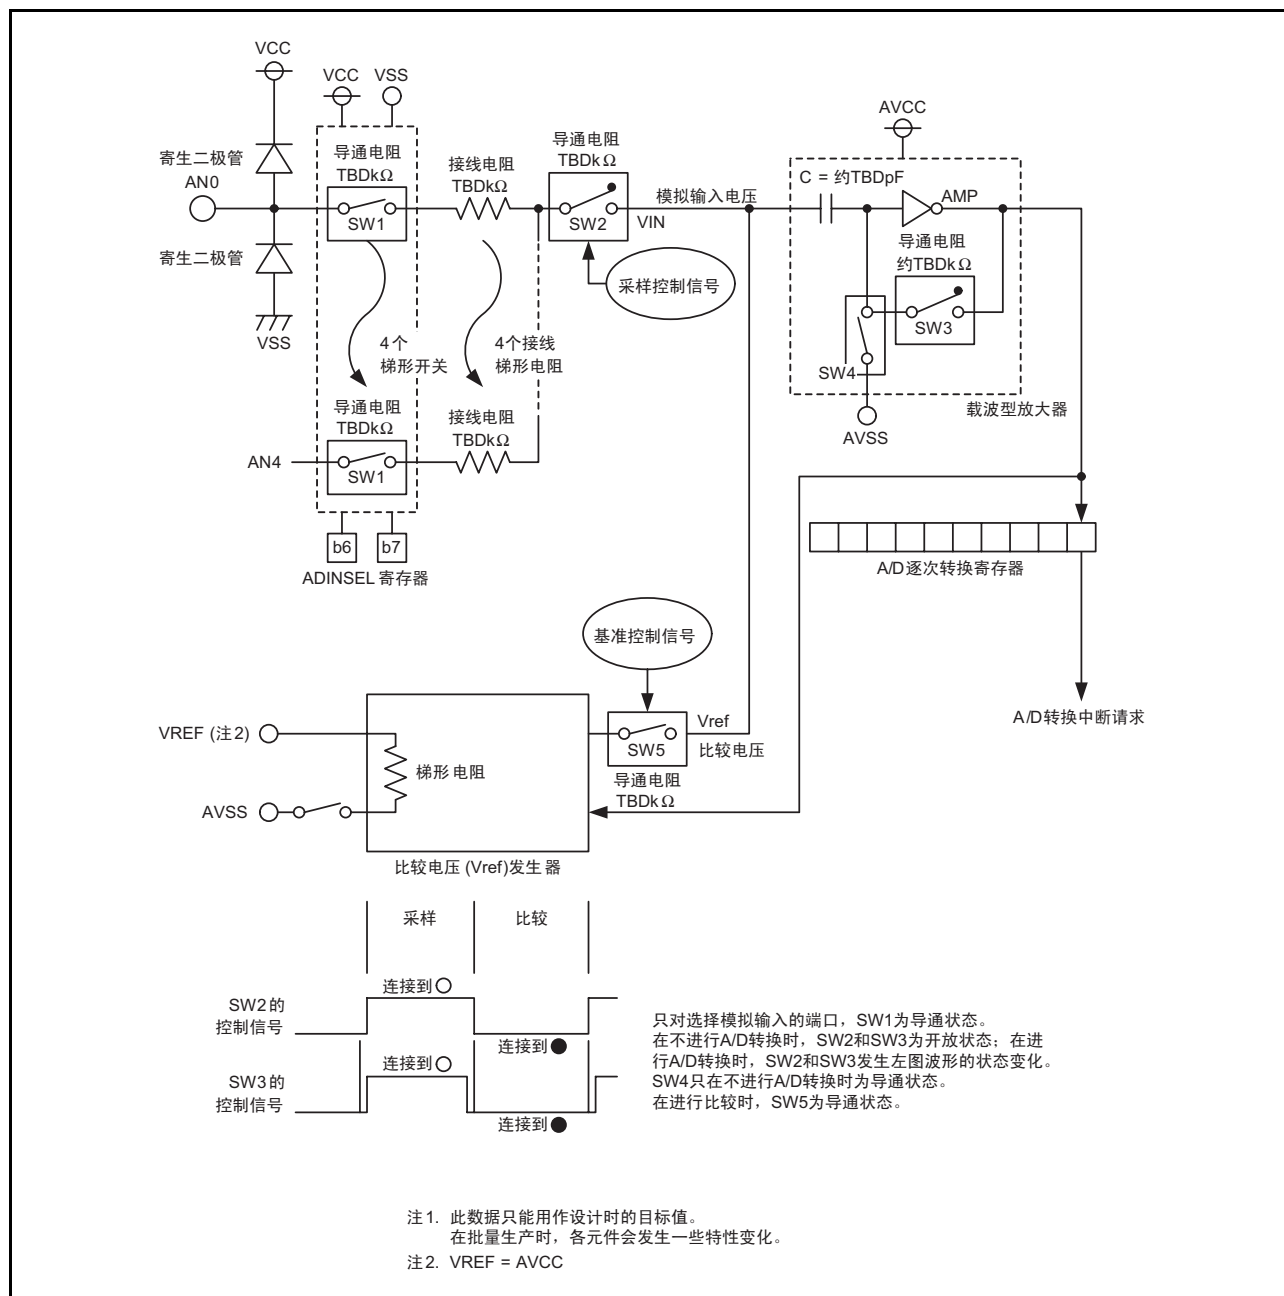 VCC
VCC
VSS
AVCC
寄生二极管
AN0
导通电阻
TBDkΩ
接线电阻
TBDkΩ
导通电阻
TBDkΩ
C = 约TBDpF
模拟输入电压
AMP
SW1
SW2
VIN
寄生二极管
导通电阻
约TBDkΩ
采样控制信号
VSS
4个
梯形开关
4个接线
梯形电阻
SW3
SW4
导通电阻
TBDkΩ
接线电阻
TBDkΩ
载波型放大器
AVSS
AN4
SW1
b6
b7
ADINSEL 寄存器
A/D逐次转换寄存器
基准控制信号
A/D转换中断请求
VREF (注2)
Vref
SW5
比较电压
梯形电阻
导通电阻
TBDkΩ
AVSS
比较电压 (Vref)发生器
采样
比较
连接到
SW2的
控制信号
连接到
连接到
SW3的
控制信号
连接到
只对选择模拟输入的端口，SW1为导通状态。
在不进行A/D转换时，SW2和SW3为开放状态；在进
行A/D转换时，SW2和SW3发生左图波形的状态变化。
SW4只在不进行A/D转换时为导通状态。
在进行比较时，SW5为导通状态。
注1. 此数据只能用作设计时的目标值。
在批量生产时，各元件会发生一些特性变化。
注2. VREF = AVCC